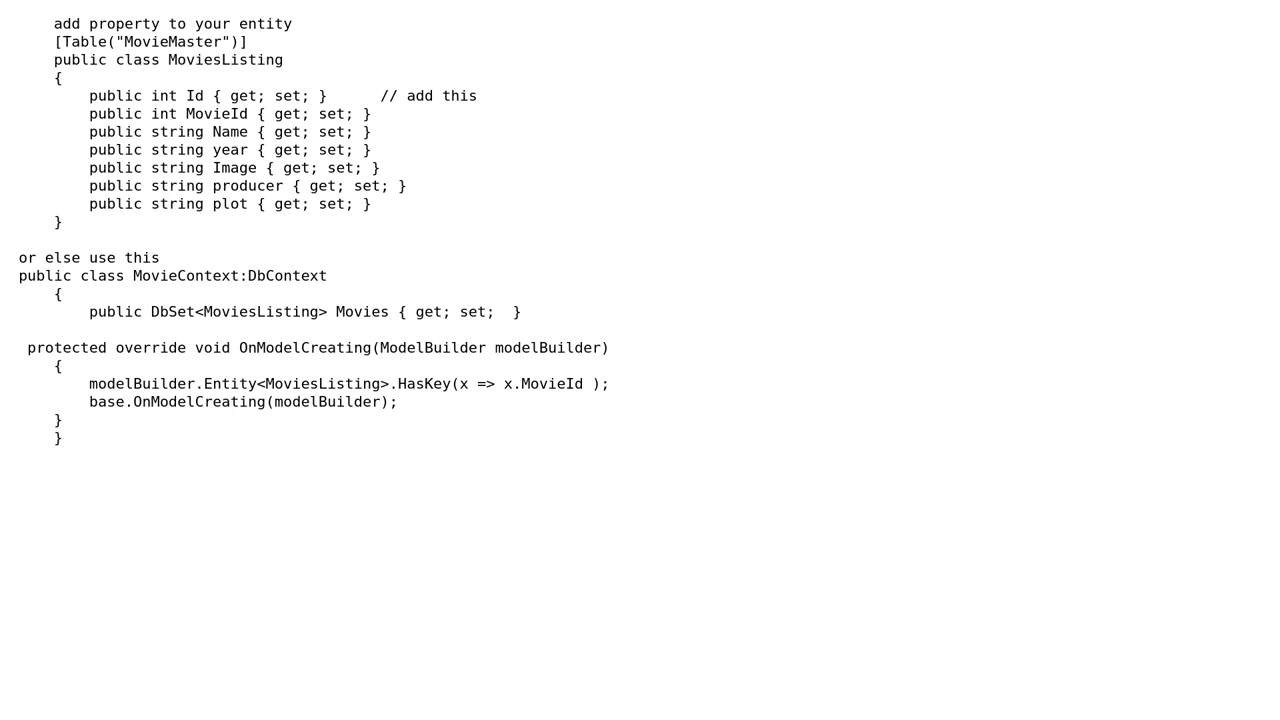 add property to your entity
[Table("MovieMaster")]
public class MoviesListing
{
public int Id { get; set; }      // add this
public int MovieId { get; set; }
public string Name { get; set; }
public string year { get; set; }
public string Image { get; set; }
public string producer { get; set; }
public string plot { get; set; }
}
or else use this
public class MovieContext:DbContext
{
public DbSet<MoviesListing> Movies { get; set;  }
protected override void OnModelCreating(ModelBuilder modelBuilder)
{
modelBuilder.Entity<MoviesListing>.HasKey(x => x.MovieId );
base.OnModelCreating(modelBuilder);
}
}